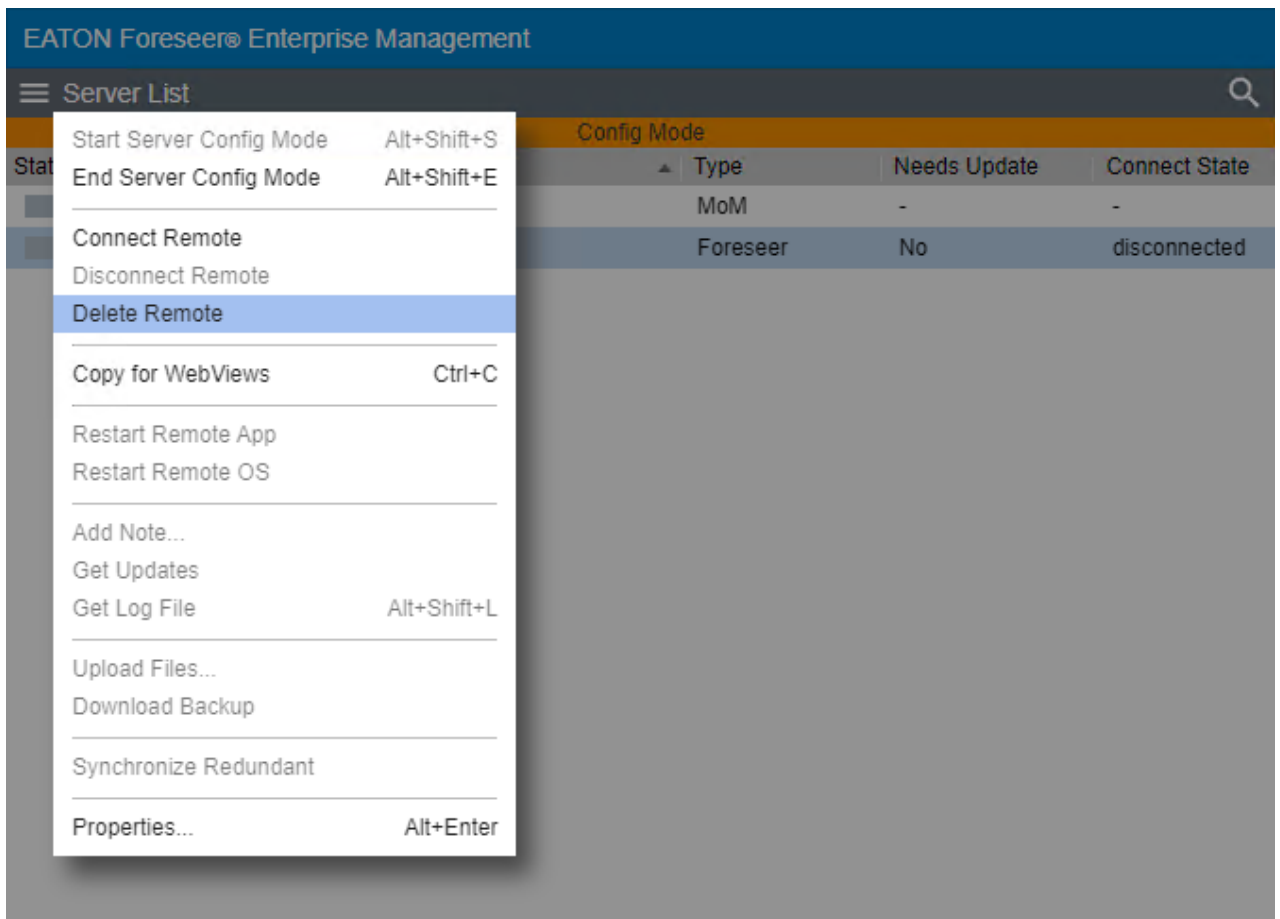 EATON Foreseer® Enterprise Management
Server List
Config Mode
Stat Type Needs Update Connect State
MoM - -
Foreseer No disconnected
Start Server Config Mode Alt+Shift+S
End Server Config Mode Alt+Shift+E
Connect Remote
Disconnect Remote
Delete Remote
Copy for WebViews Ctrl+C
Restart Remote App
Restart Remote OS
Add Note...
Get Updates
Get Log File Alt+Shift+L
Upload Files...
Download Backup
Synchronize Redundant
Properties... Alt+Enter